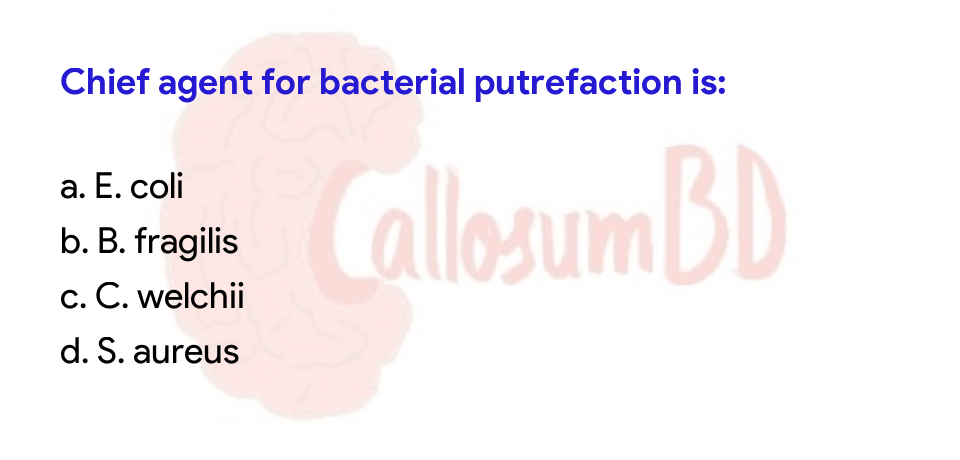 Chief agent for bacterial putrefaction is:
CallosumBD
a. E. coli
b. B. fragilis
c. C. welchii
d. S. aureus